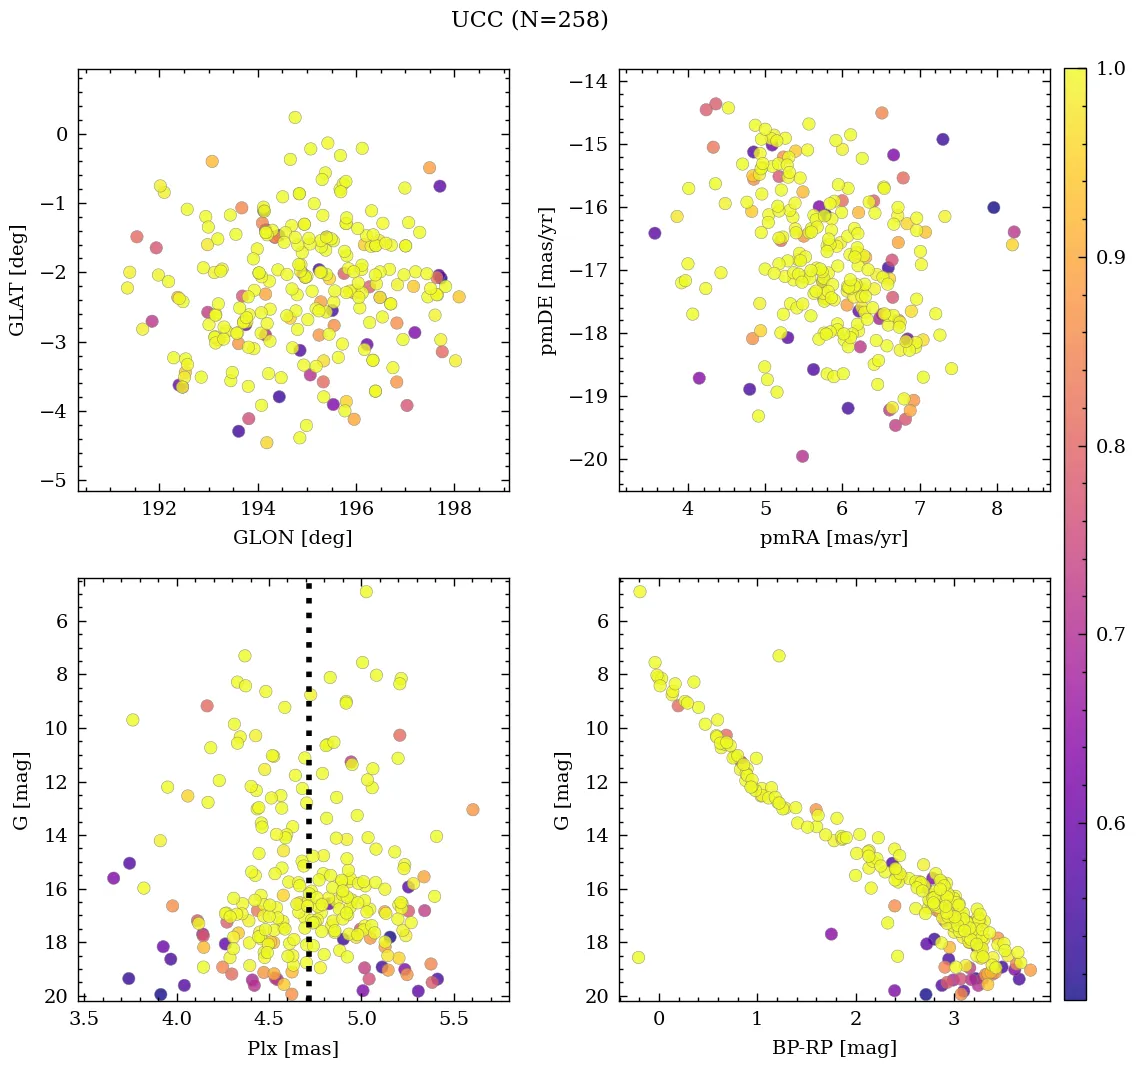 UCC (N=258)
0
−1
−2
−3
−4
−5
GLAT [deg]
192 194 196 198
GLON [deg]
−14
−15
−16
−17
−18
−19
−20
pmDE [mas/yr]
4 5 6 7 8
pmRA [mas/yr]
1.0
0.9
0.8
0.7
0.6
6
8
10
12
14
16
18
20
G [mag]
3.5 4.0 4.5 5.0 5.5
Plx [mas]
6
8
10
12
14
16
18
20
G [mag]
0 1 2 3
BP-RP [mag]